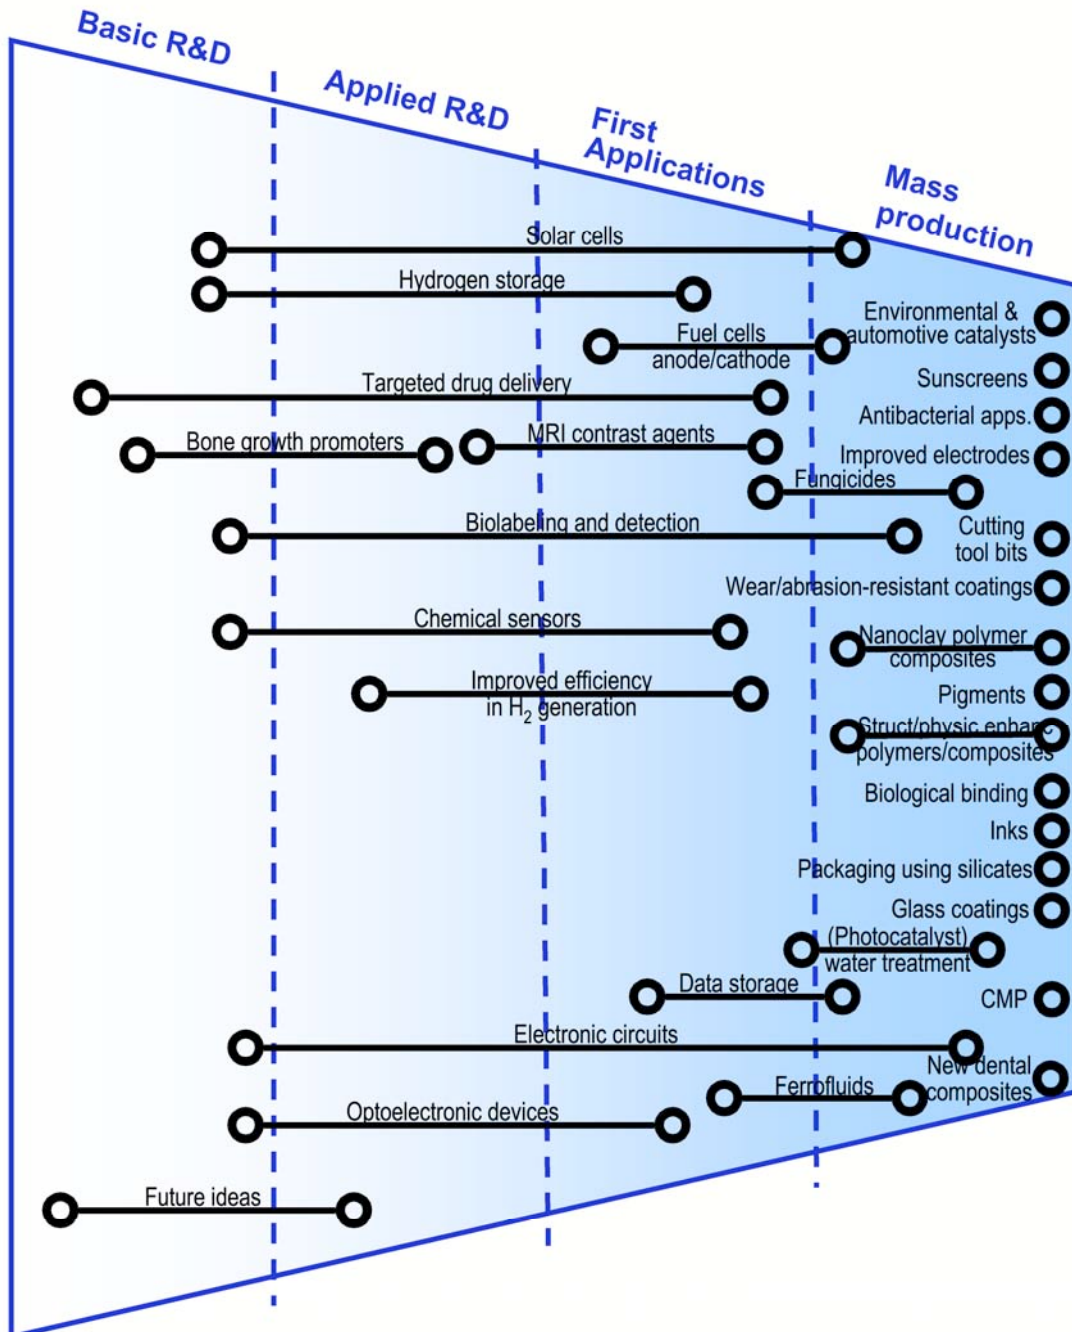 Basic R&D
Applied R&D
First
Applications
Mass
production
Solar cells
Hydrogen storage
Environmental &
automotive catalysts
Fuel cells
anode/cathode
Sunscreens
Targeted drug delivery
Antibacterial apps.
Bone growth promoters
MRI contrast agents
Improved electrodes
Fungicides
Biolabeling and detection
Cutting
tool bits
Wear/abrasion-resistant coatings
Chemical sensors
Nanoclay polymer
composites
Improved efficiency
in H₂ generation
Pigments
Struct/physic enhanc
polymers/composites
Biological binding
Inks
Packaging using silicates
Glass coatings
(Photocatalyst)
water treatment
Data storage
CMP
Electronic circuits
New dental
composites
Ferrofluids
Optoelectronic devices
Future ideas